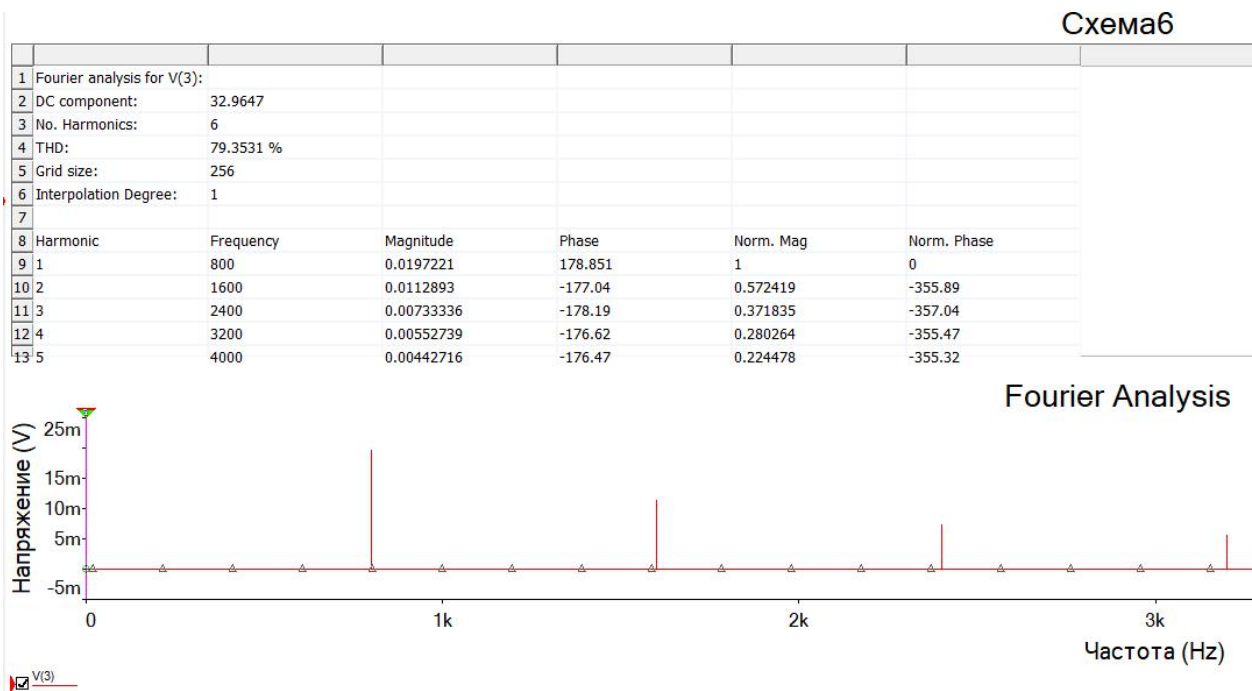 Схема6
1 Fourier analysis for V(3):
2 DC component: 32.9647
3 No. Harmonics: 6
4 THD: 79.3531 %
5 Grid size: 256
6 Interpolation Degree: 1
7
8 Harmonic Frequency Magnitude Phase Norm. Mag Norm. Phase
9 1 800 0.0197221 178.851 1 0
10 2 1600 0.0112893 -177.04 0.572419 -355.89
11 3 2400 0.00733336 -178.19 0.371835 -357.04
12 4 3200 0.00552739 -176.62 0.280264 -355.47
13 5 4000 0.00442716 -176.47 0.224478 -355.32
Fourier Analysis
Напряжение (V)
25m
15m
10m
5m
-5m
0 1k 2k 3k
Частота (Hz)
V(3)